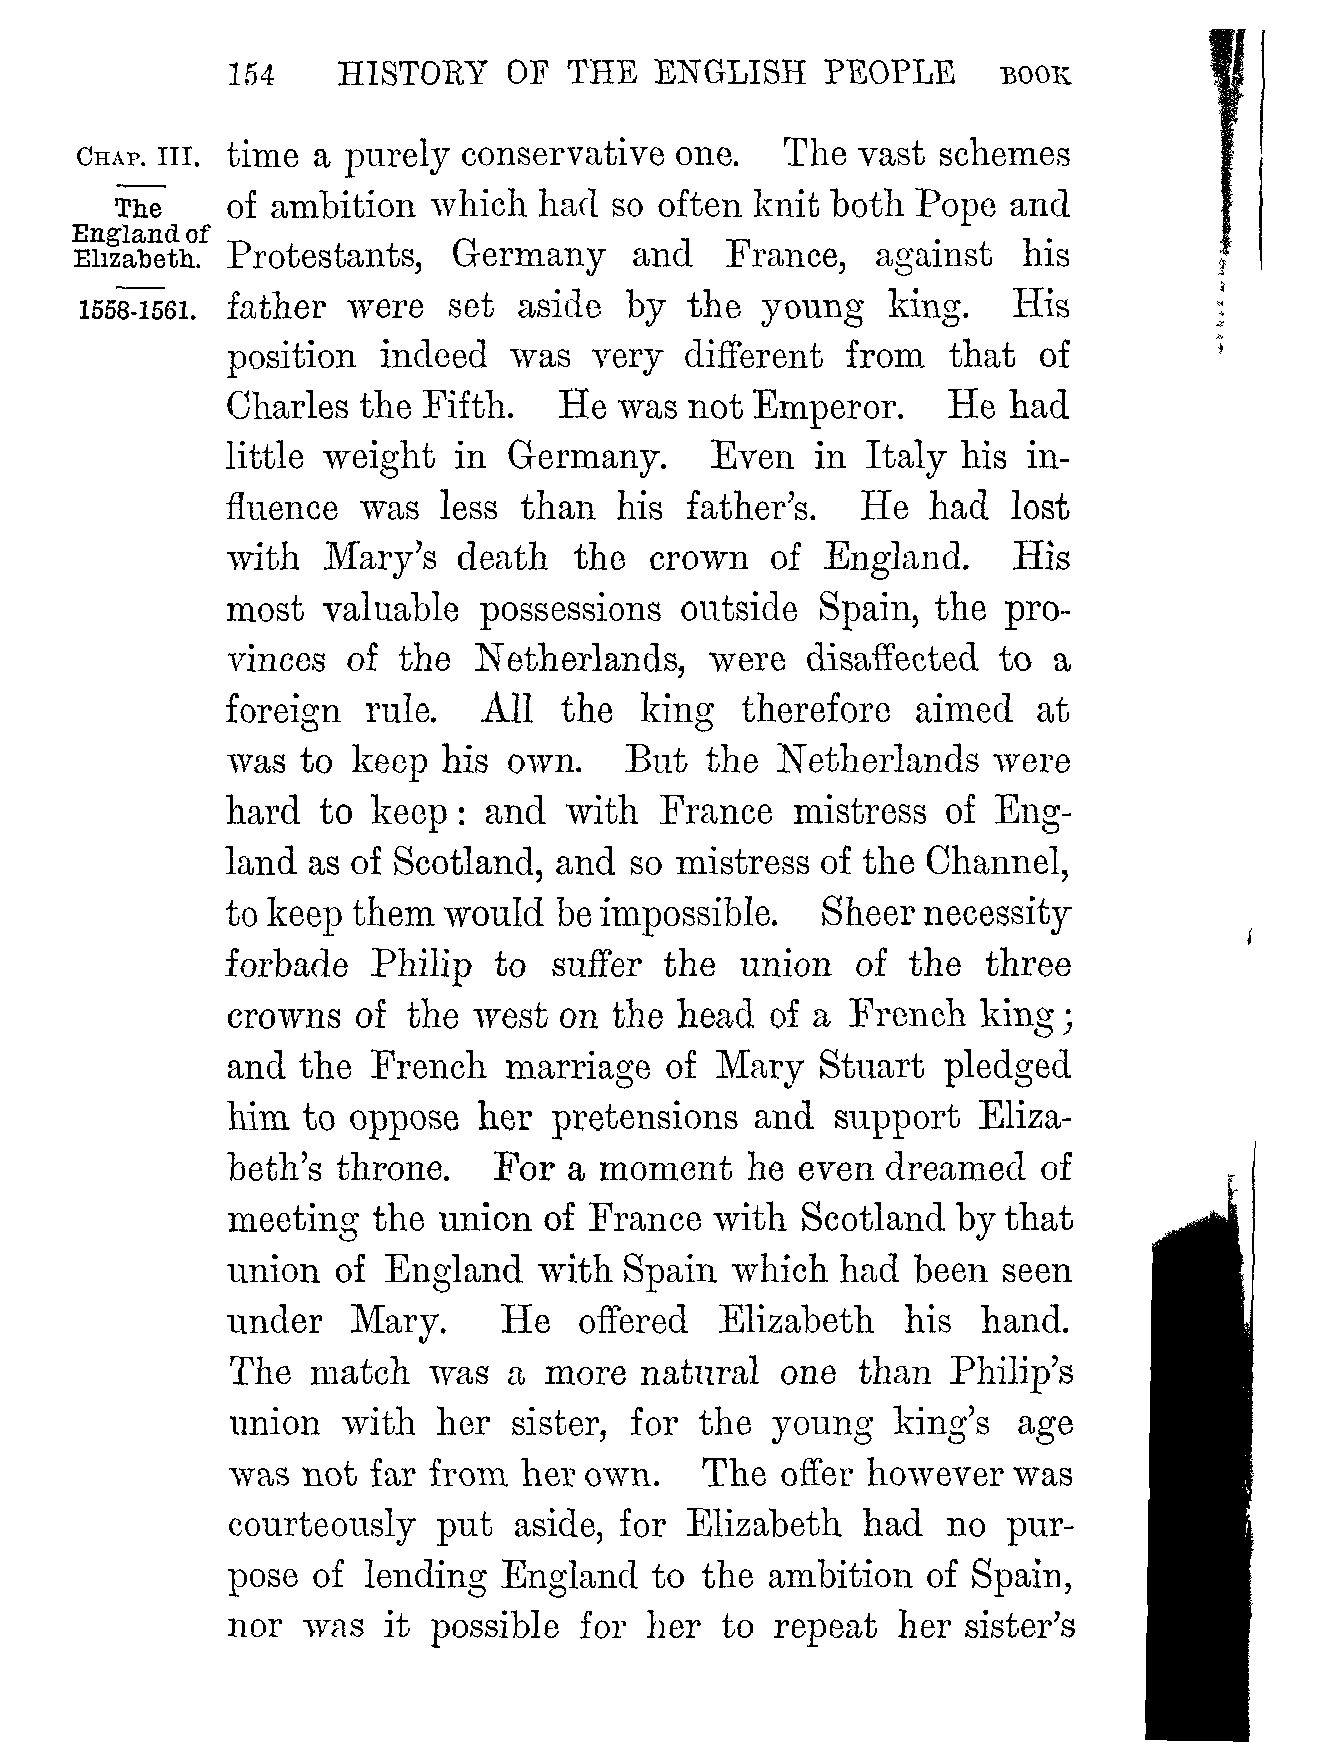 154 HISTORY OF THE ENGLISH PEOPLE BOOK
CHAP. III.
The
England of
Elizabeth.
1558-1561.
time a purely conservative one. The vast schemes
of ambition which had so often knit both Pope and
Protestants, Germany and France, against his
father were set aside by the young king. His
position indeed was very different from that of
Charles the Fifth. He was not Emperor. He had
little weight in Germany. Even in Italy his in-
fluence was less than his father's. He had lost
with Mary's death the crown of England. His
most valuable possessions outside Spain, the pro-
vinces of the Netherlands, were disaffected to a
foreign rule. All the king therefore aimed at
was to keep his own. But the Netherlands were
hard to keep: and with France mistress of Eng-
land as of Scotland, and so mistress of the Channel,
to keep them would be impossible. Sheer necessity
forbade Philip to suffer the union of the three
crowns of the west on the head of a French king;
and the French marriage of Mary Stuart pledged
him to oppose her pretensions and support Eliza-
beth's throne. For a moment he even dreamed of
meeting the union of France with Scotland by that
union of England with Spain which had been seen
under Mary. He offered Elizabeth his hand.
The match was a more natural one than Philip's
union with her sister, for the young king's age
was not far from her own. The offer however was
courteously put aside, for Elizabeth had no pur-
pose of lending England to the ambition of Spain,
nor was it possible for her to repeat her sister's